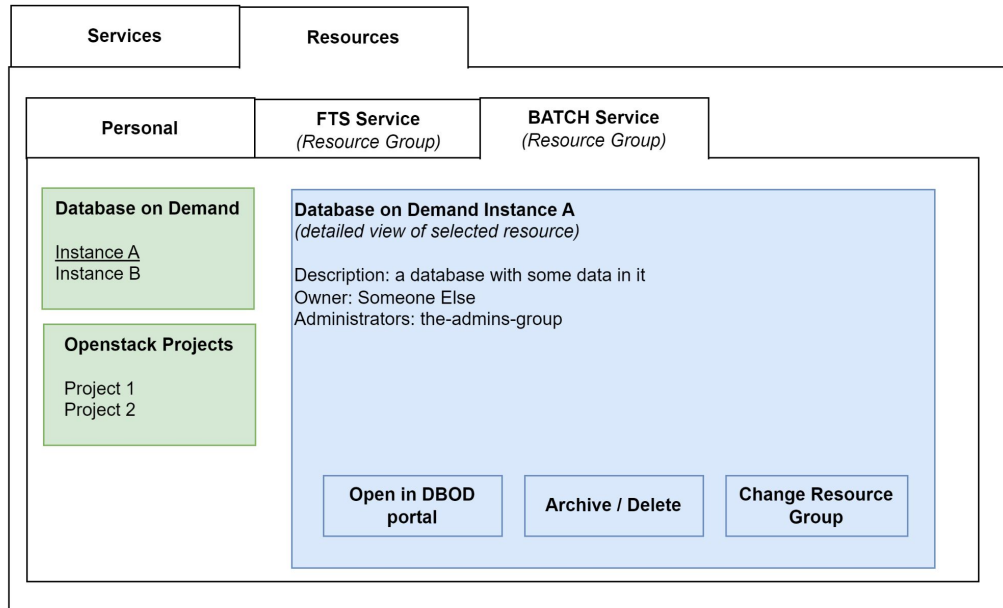 Services
Resources
Personal
FTS Service
(Resource Group)
BATCH Service
(Resource Group)
Database on Demand
Instance A
Instance B
Openstack Projects
Project 1
Project 2
Database on Demand Instance A
(detailed view of selected resource)
Description: a database with some data in it
Owner: Someone Else
Administrators: the-admins-group
Open in DBOD
portal
Archive / Delete
Change Resource
Group